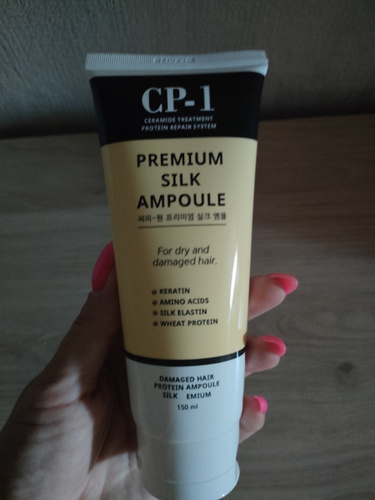 CP-1
CERAMIDE TREATMENT
PROTEIN REPAIR SYSTEM
PREMIUM
SILK
AMPOULE
씨피-원 프리미엄 실크 앰플
For dry and
damaged hair.
KERATIN
AMINO ACIDS
SILK ELASTIN
WHEAT PROTEIN
DAMAGED HAIR
PROTEIN AMPOULE
SILK EMIUM
150 ml